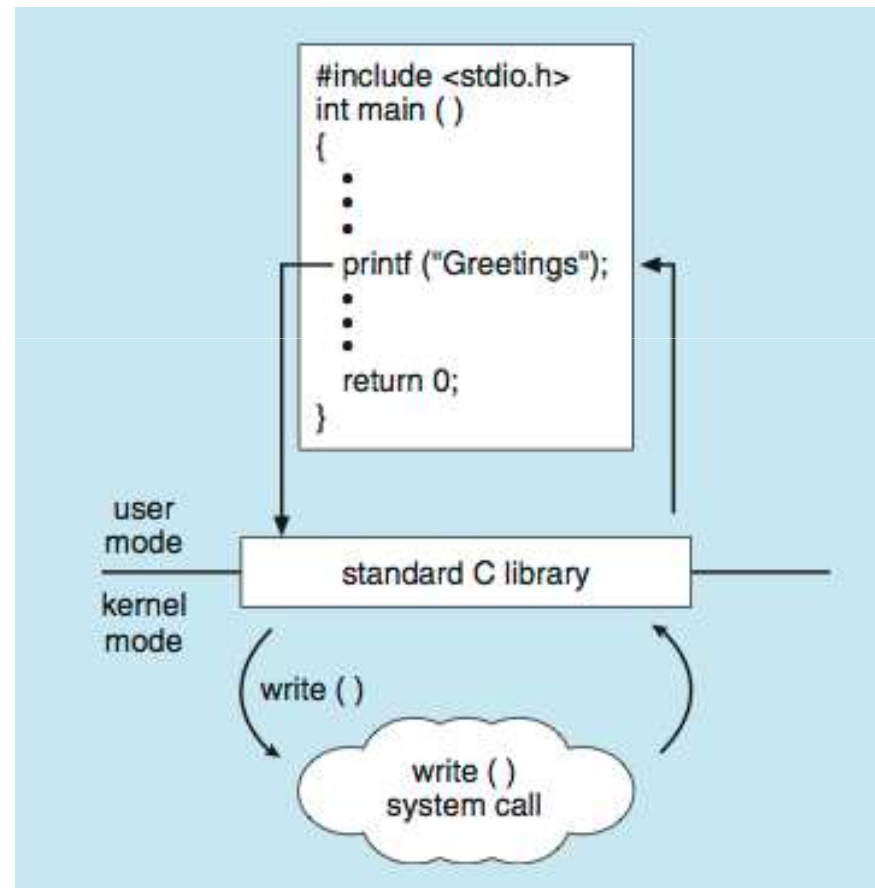 #include <stdio.h>
int main ( )
{
•
•
•
printf ("Greetings");
•
•
•
return 0;
}
user
mode
standard C library
kernel
mode
write ( )
write ( )
system call